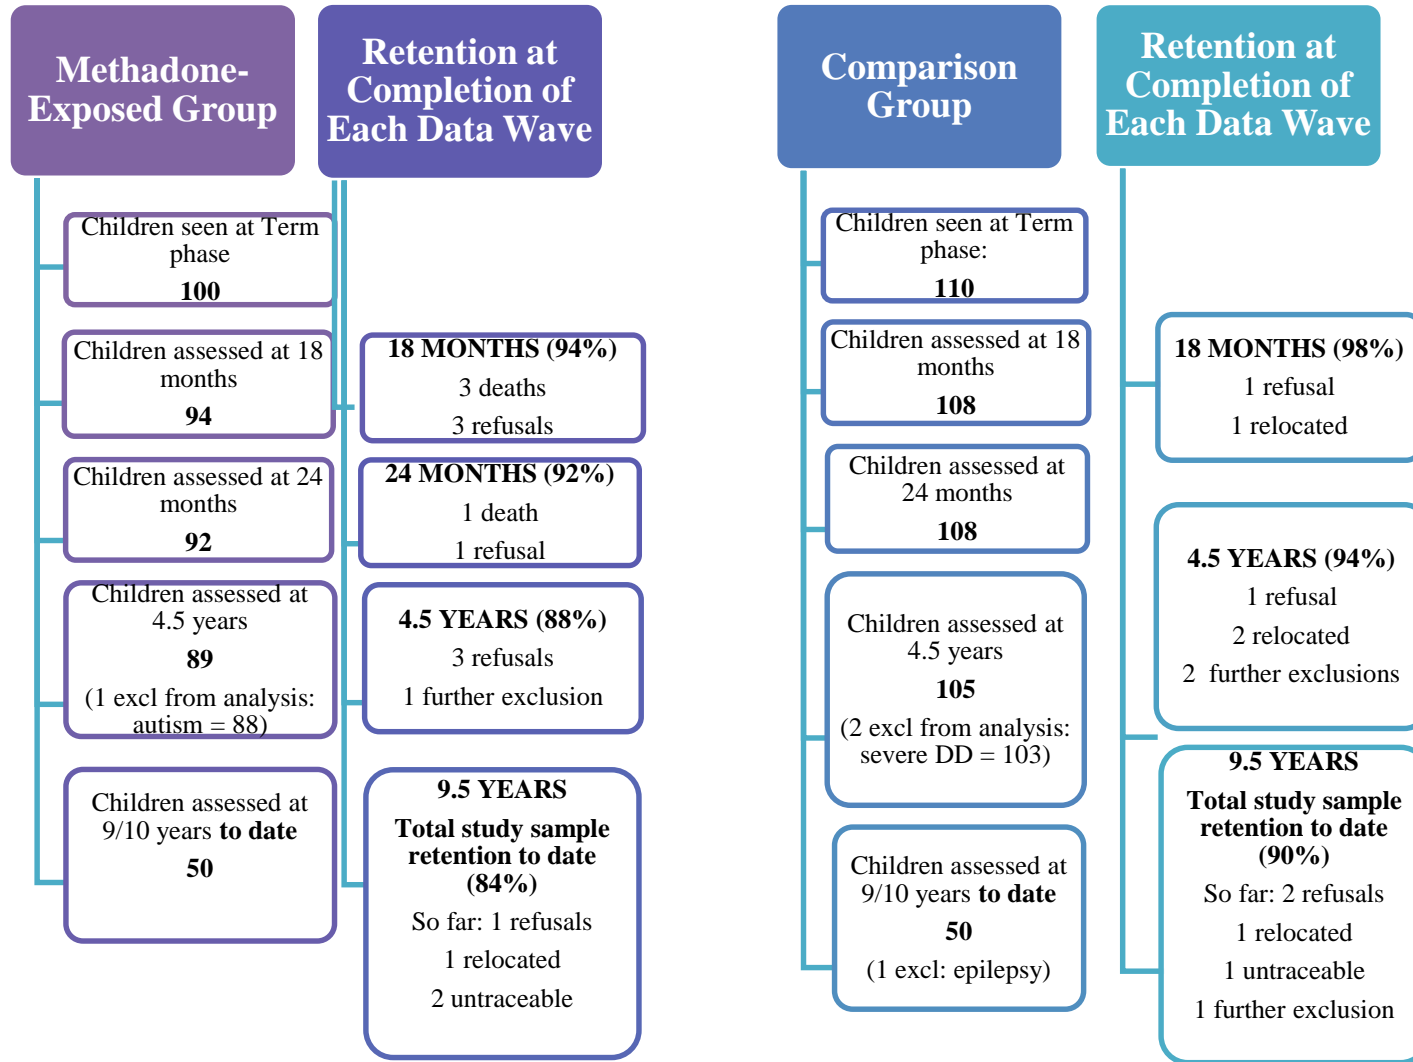 Methadone-
Exposed Group
Children seen at Term
phase
100
Children assessed at 18
months
94
Children assessed at 24
months
92
Children assessed at
4.5 years
89
(1 excl from analysis:
autism = 88)
Children assessed at
9/10 years to date
50
Retention at
Completion of
Each Data Wave
18 MONTHS (94%)
3 deaths
3 refusals
24 MONTHS (92%)
1 death
1 refusal
4.5 YEARS (88%)
3 refusals
1 further exclusion
9.5 YEARS
Total study sample
retention to date
(84%)
So far: 1 refusals
1 relocated
2 untraceable
Comparison
Group
Children seen at Term
phase:
110
Children assessed at 18
months
108
Children assessed at
24 months
108
Children assessed at
4.5 years
105
(2 excl from analysis:
severe DD = 103)
Children assessed at
9/10 years to date
50
(1 excl: epilepsy)
Retention at
Completion of
Each Data Wave
18 MONTHS (98%)
1 refusal
1 relocated
4.5 YEARS (94%)
1 refusal
2 relocated
2 further exclusions
9.5 YEARS
Total study sample
retention to date
(90%)
So far: 2 refusals
1 relocated
1 untraceable
1 further exclusion